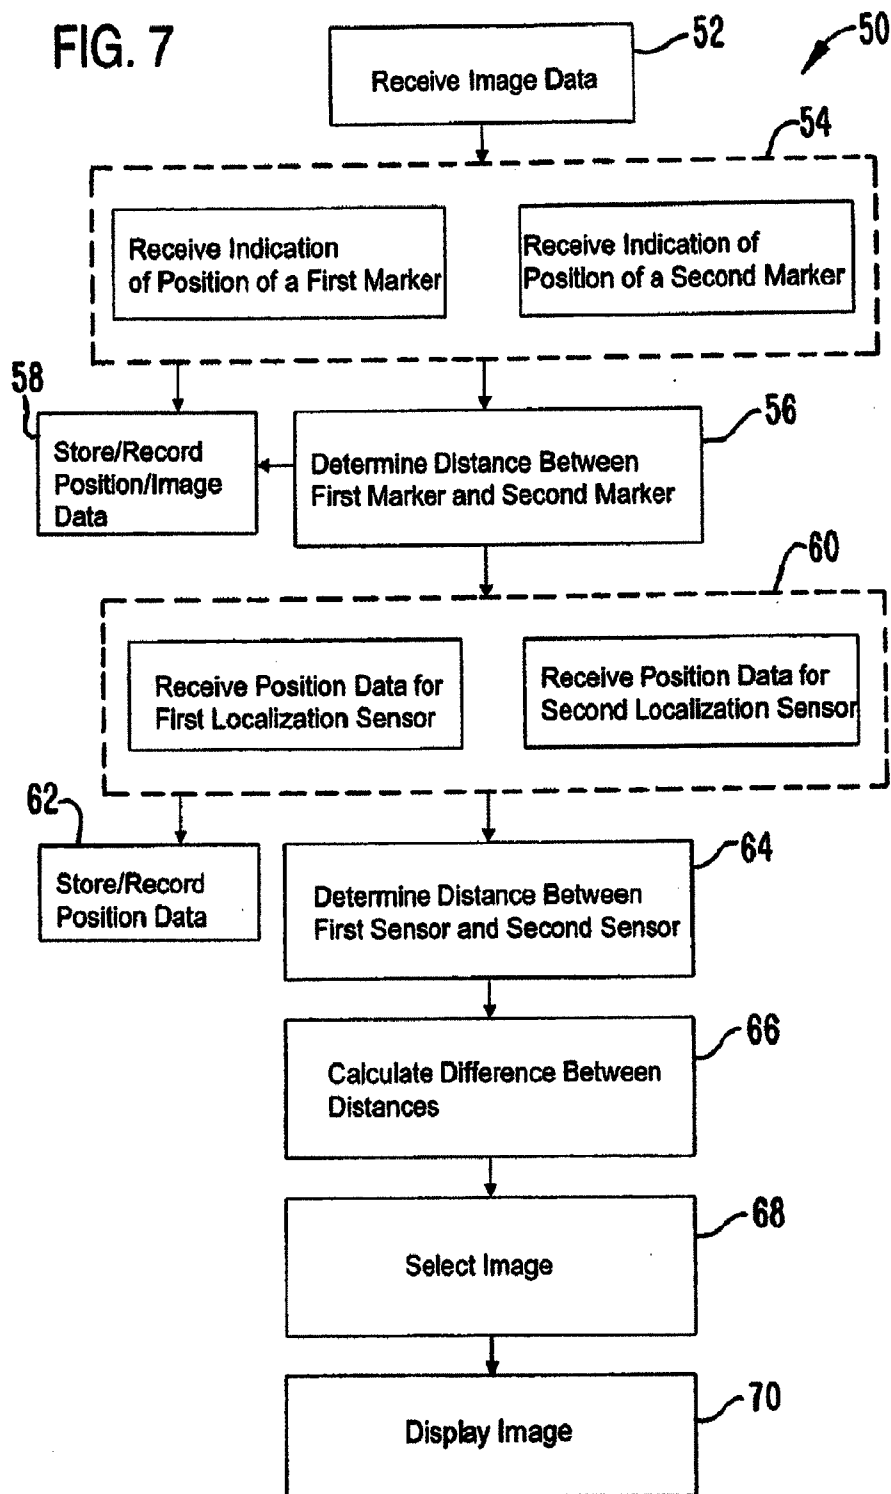 FIG. 7
52
50
Receive Image Data
54
Receive Indication
of Position of a First Marker
Receive Indication of
Position of a Second Marker
58
56
Store/Record
Position/Image
Data
Determine Distance Between
First Marker and Second Marker
60
Receive Position Data for
First Localization Sensor
Receive Position Data for
Second Localization Sensor
62
64
Store/Record
Position Data
Determine Distance Between
First Sensor and Second Sensor
66
Calculate Difference Between
Distances
68
Select Image
70
Display Image